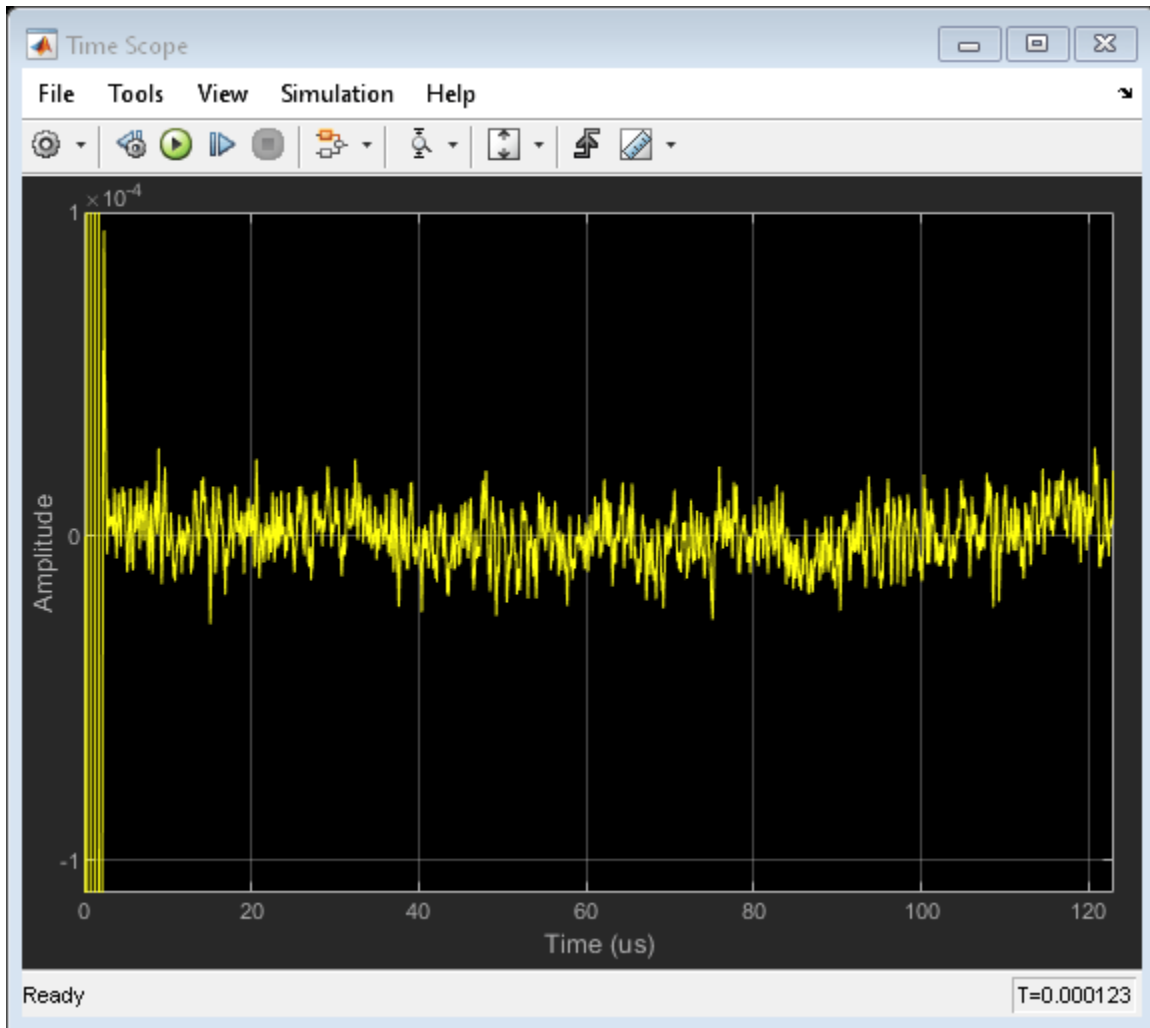 Time Scope
File Tools View Simulation Help
×10-4
1
0
-1
Amplitude
0 20 40 60 80 100 120
Time (us)
Ready T=0.000123